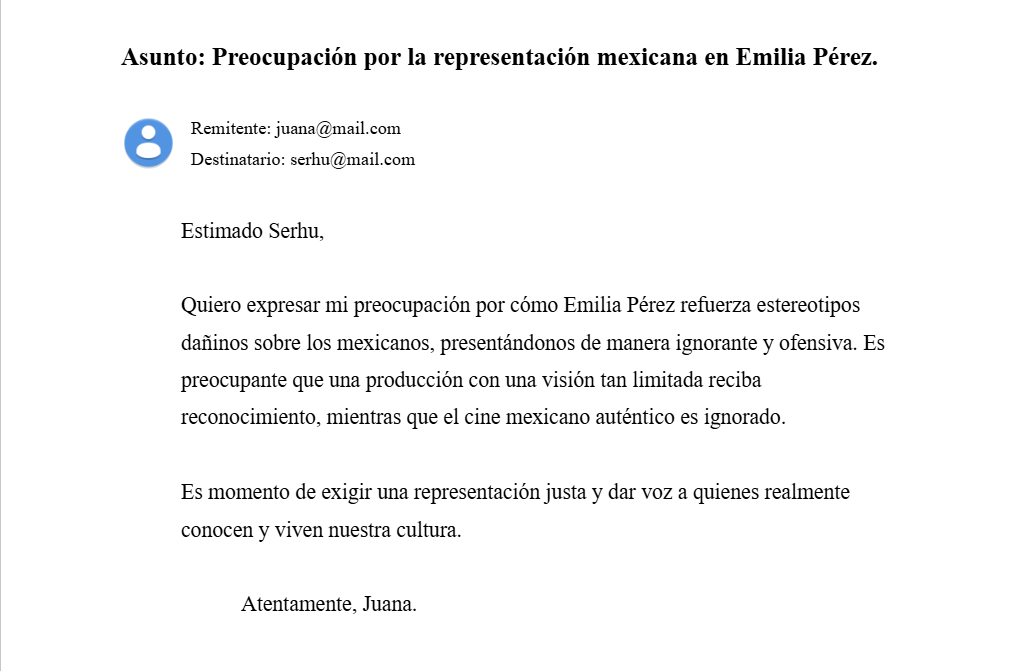 Asunto: Preocupación por la representación mexicana en Emilia Pérez.
Remitente: juana@mail.com
Destinatario: serhu@mail.com
Estimado Serhu,
Quiero expresar mi preocupación por cómo Emilia Pérez refuerza estereotipos
dañinos sobre los mexicanos, presentándonos de manera ignorante y ofensiva. Es
preocupante que una producción con una visión tan limitada reciba
reconocimiento, mientras que el cine mexicano auténtico es ignorado.
Es momento de exigir una representación justa y dar voz a quienes realmente
conocen y viven nuestra cultura.
Atentamente, Juana.